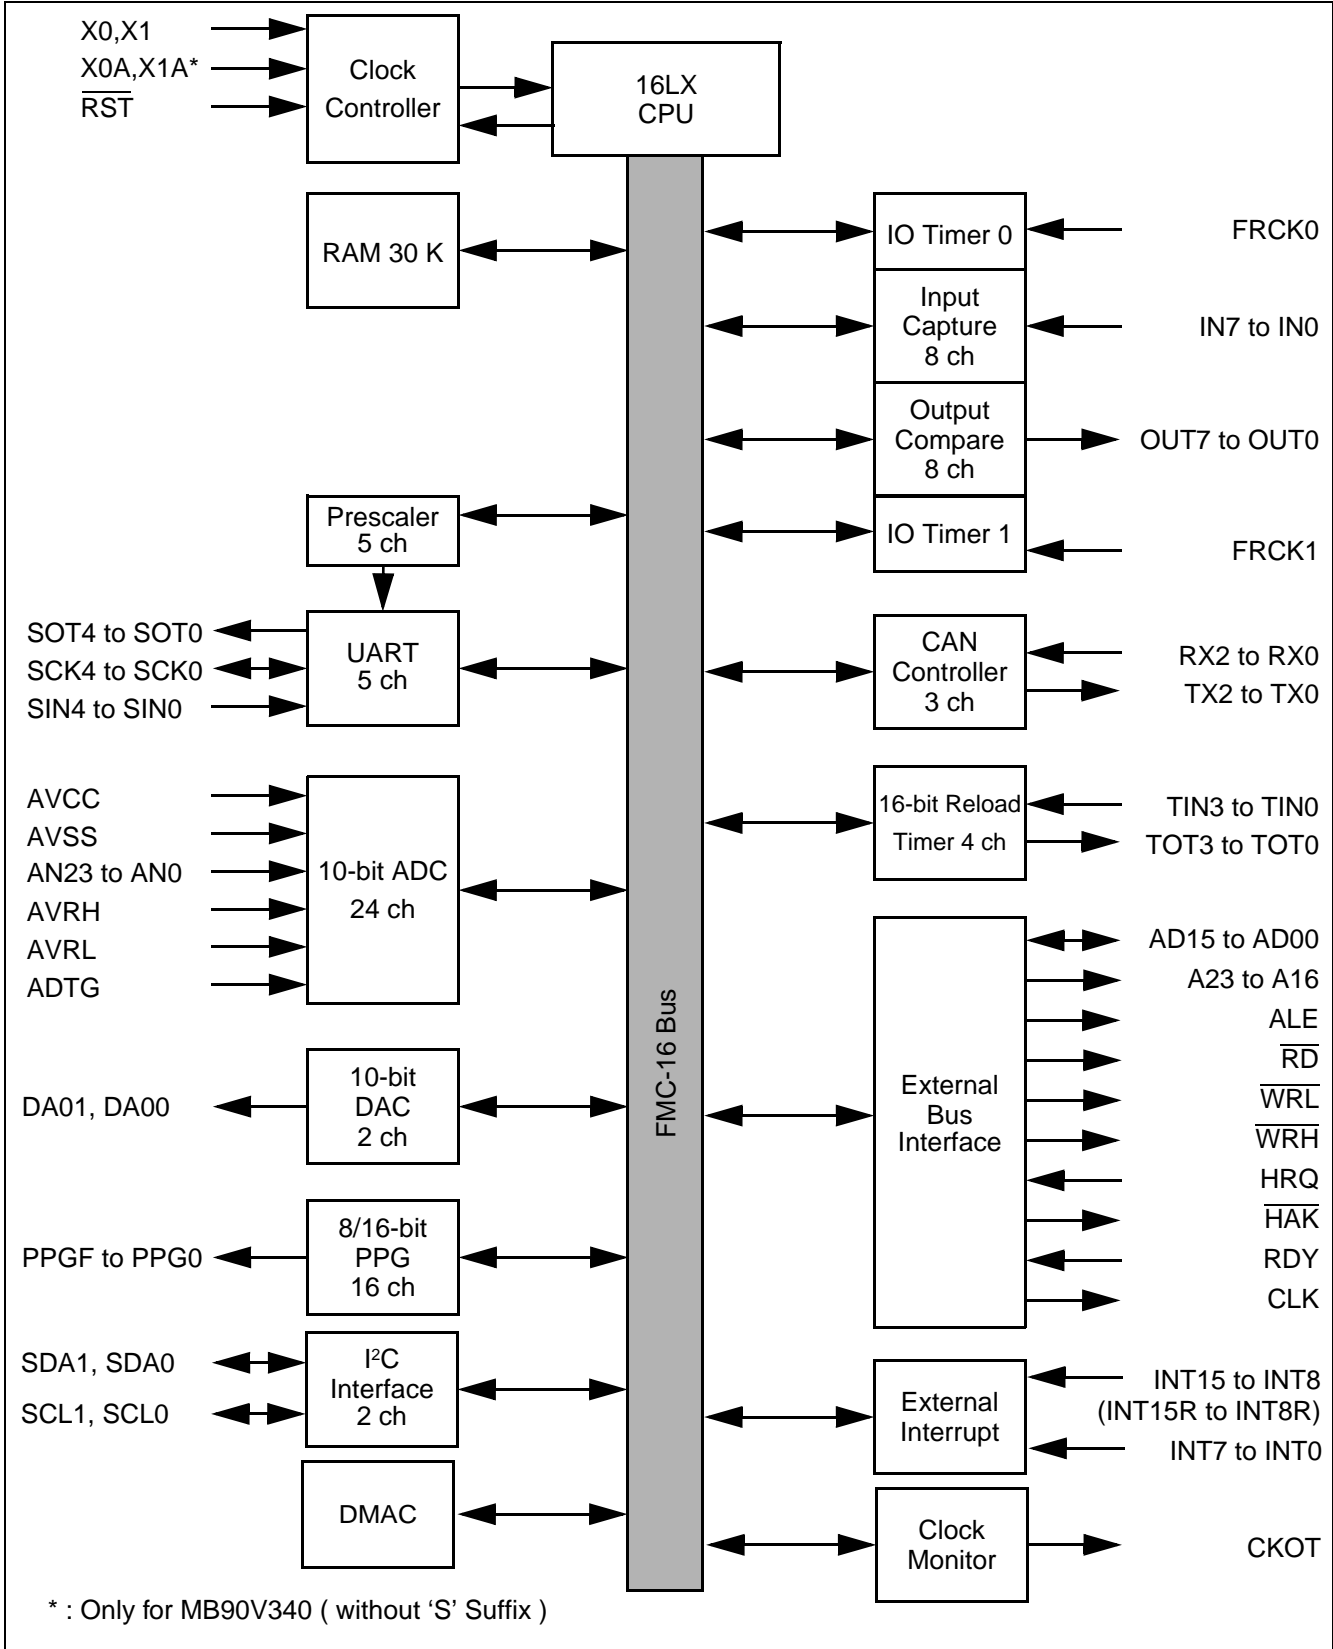 X0,X1
X0A,X1A*
RST
Clock
Controller
16LX
CPU
RAM 30 K
IO Timer 0
FRCK0
Input
Capture
8 ch
IN7 to IN0
Output
Compare
8 ch
OUT7 to OUT0
IO Timer 1
FRCK1
Prescaler
5 ch
SOT4 to SOT0
SCK4 to SCK0
SIN4 to SIN0
UART
5 ch
CAN
Controller
3 ch
RX2 to RX0
TX2 to TX0
AVCC
AVSS
AN23 to AN0
AVRH
AVRL
ADTG
10-bit ADC
24 ch
16-bit Reload
Timer 4 ch
TIN3 to TIN0
TOT3 to TOT0
FMC-16 Bus
External
Bus
Interface
AD15 to AD00
A23 to A16
ALE
RD
WRL
WRH
HRQ
HAK
RDY
CLK
DA01, DA00
10-bit
DAC
2 ch
PPGF to PPG0
8/16-bit
PPG
16 ch
SDA1, SDA0
SCL1, SCL0
I²C
Interface
2 ch
External
Interrupt
INT15 to INT8
(INT15R to INT8R)
INT7 to INT0
DMAC
Clock
Monitor
CKOT
* : Only for MB90V340 ( without ‘S’ Suffix )